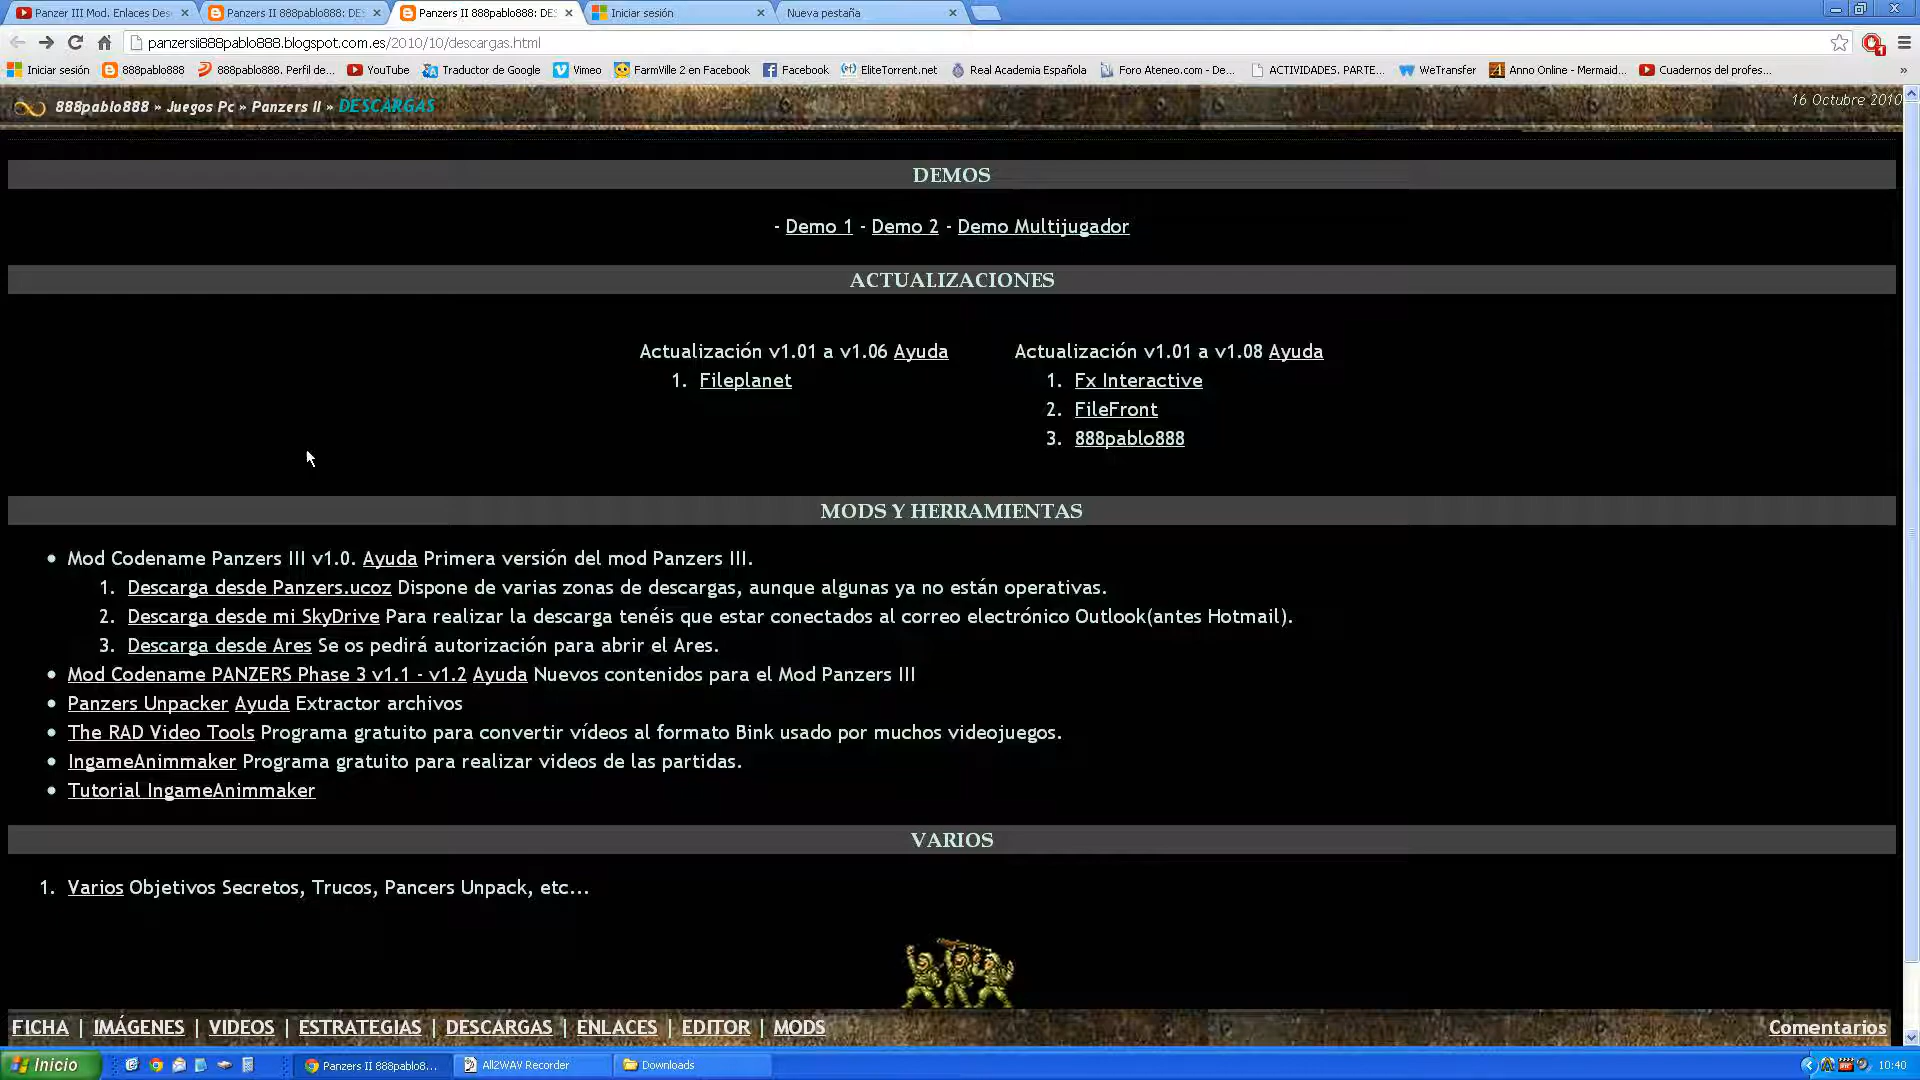 Panzer III Mod. Enlaces Des
Panzers II 888pablo888: DES
Panzers II 888pablo888: DES
Iniciar sesión
Nueva pestaña
panzersii888pablo888.blogspot.com.es/2010/10/descargas.html
Iniciar sesión
888pablo888
888pablo888. Perfil de...
YouTube
Traductor de Google
Vimeo
FarmVille 2 en Facebook
Facebook
EliteTorrent.net
Real Academia Española
Foro Ateneo.com - De...
ACTIVIDADES. PARTE...
WeTransfer
Anno Online - Mermaid...
Cuadernos del profes...
888pablo888 » Juegos Pc » Panzers II » DESCARGAS
16 Octubre 2010
DEMOS
- Demo 1 - Demo 2 - Demo Multijugador
ACTUALIZACIONES
Actualización v1.01 a v1.06 Ayuda
1. Fileplanet
Actualización v1.01 a v1.08 Ayuda
1. Fx Interactive
2. FileFront
3. 888pablo888
MODS Y HERRAMIENTAS
Mod Codename Panzers III v1.0. Ayuda Primera versión del mod Panzers III.
1. Descarga desde Panzers.ucoz Dispone de varias zonas de descargas, aunque algunas ya no están operativas.
2. Descarga desde mi SkyDrive Para realizar la descarga tenéis que estar conectados al correo electrónico Outlook(antes Hotmail).
3. Descarga desde Ares Se os pedirá autorización para abrir el Ares.
Mod Codename PANZERS Phase 3 v1.1 - v1.2 Ayuda Nuevos contenidos para el Mod Panzers III
Panzers Unpacker Ayuda Extractor archivos
The RAD Video Tools Programa gratuito para convertir vídeos al formato Bink usado por muchos videojuegos.
IngameAnimmaker Programa gratuito para realizar videos de las partidas.
Tutorial IngameAnimmaker
VARIOS
1. Varios Objetivos Secretos, Trucos, Pancers Unpack, etc...
FICHA | IMÁGENES | VIDEOS | ESTRATEGIAS | DESCARGAS | ENLACES | EDITOR | MODS
Comentarios
Inicio
Panzers II 888pablo8...
All2WAV Recorder
Downloads
10:40